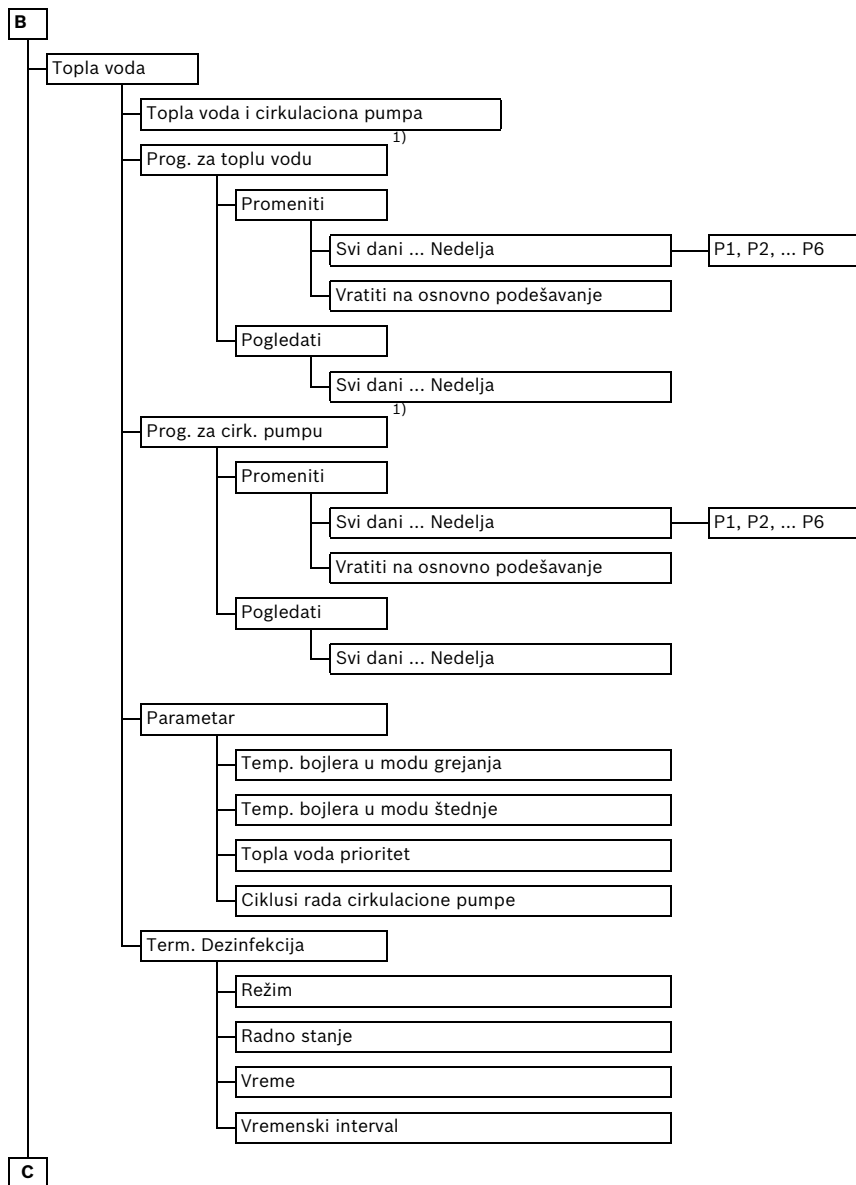 B
Topla voda
Topla voda i cirkulaciona pumpa
Prog. za toplu vodu 1)
Promeniti
Svi dani ... Nedelja P1, P2, ... P6
Vratiti na osnovno podešavanje
Pogledati
Svi dani ... Nedelja
Prog. za cirk. pumpu 1)
Promeniti
Svi dani ... Nedelja P1, P2, ... P6
Vratiti na osnovno podešavanje
Pogledati
Svi dani ... Nedelja
Parametar
Temp. bojlera u modu grejanja
Temp. bojlera u modu štednje
Topla voda prioritet
Ciklusi rada cirkulacione pumpe
Term. Dezinfekcija
Režim
Radno stanje
Vreme
Vremenski interval
C